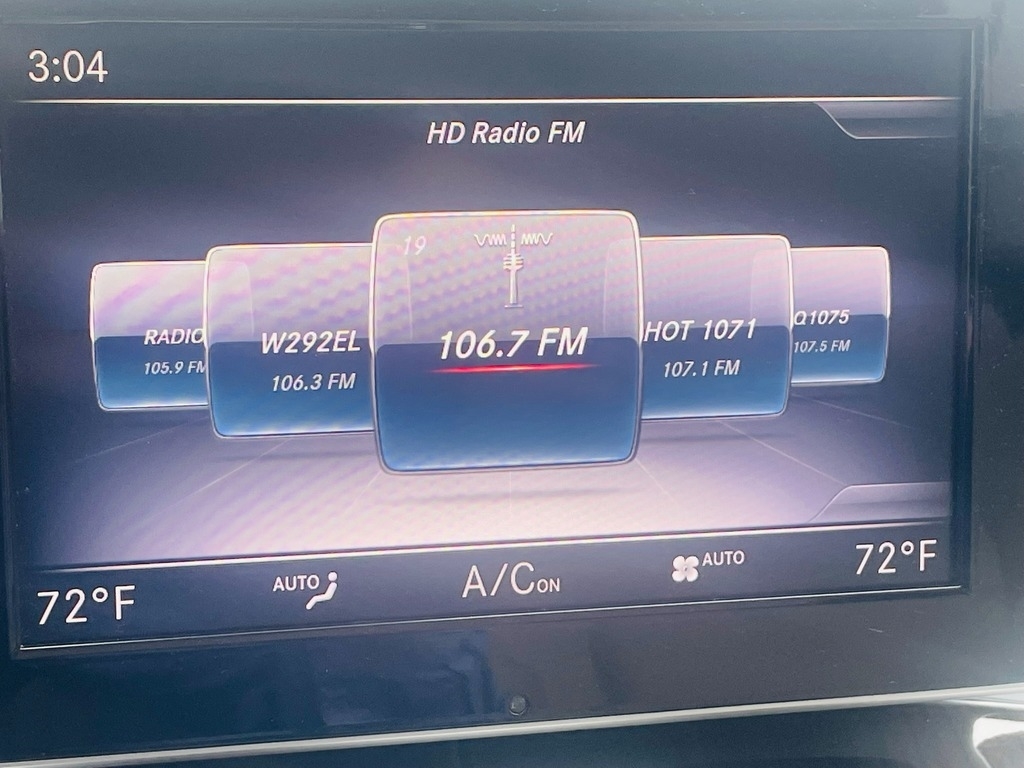 3:04
HD Radio FM
19
RADIO
105.9 FM
W292EL
106.3 FM
106.7 FM
HOT 1071
107.1 FM
Q1075
107.5 FM
72°F
AUTO
A/C ON
AUTO
72°F